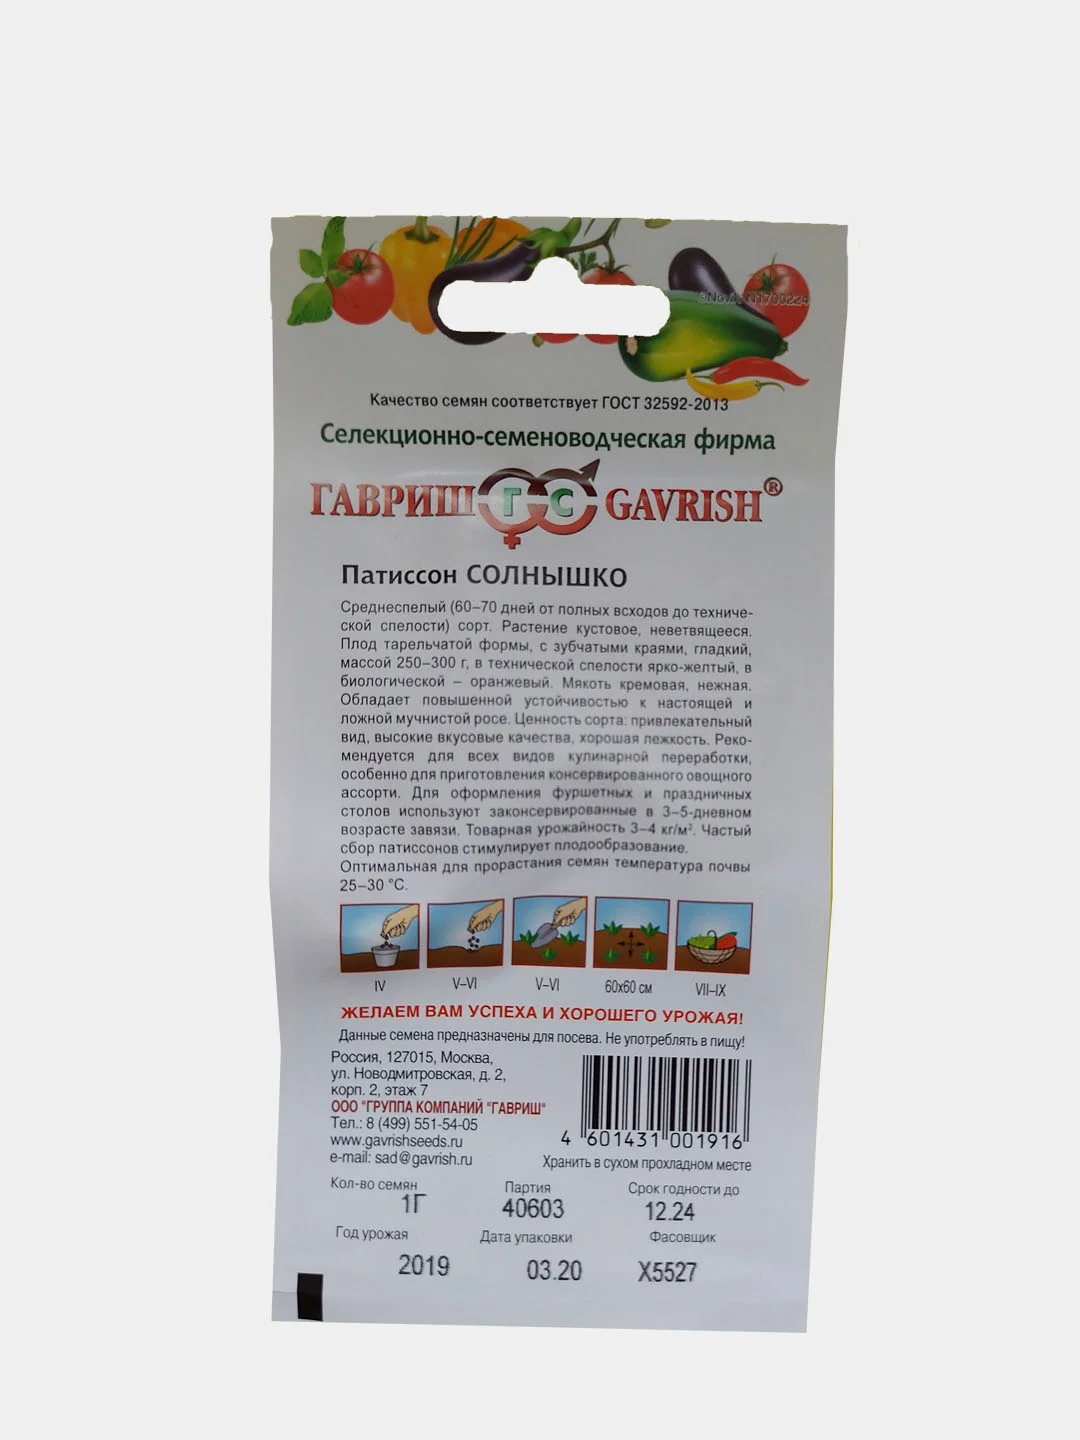 ©Novik N1700224
Качество семян соответствует ГОСТ 32592-2013
Селекционно-семеноводческая фирма
ГАВРИШ Г С GAVRISH®
Патиссон СОЛНЫШКО
Среднеспелый (60–70 дней от полных всходов до техниче-
ской спелости) сорт. Растение кустовое, неветвящееся.
Плод тарельчатой формы, с зубчатыми краями, гладкий,
массой 250–300 г, в технической спелости ярко-желтый, в
биологической – оранжевый. Мякоть кремовая, нежная.
Обладает повышенной устойчивостью к настоящей и
ложной мучнистой росе. Ценность сорта: привлекательный
вид, высокие вкусовые качества, хорошая лежкость. Реко-
мендуется для всех видов кулинарной переработки,
особенно для приготовления консервированного овощного
ассорти. Для оформления фуршетных и праздничных
столов используют законсервированные в 3–5-дневном
возрасте завязи. Товарная урожайность 3–4 кг/м². Частый
сбор патиссонов стимулирует плодообразование.
Оптимальная для прорастания семян температура почвы
25–30 °С.
IV V–VI V–VI 60х60 см VII–IX
ЖЕЛАЕМ ВАМ УСПЕХА И ХОРОШЕГО УРОЖАЯ!
Данные семена предназначены для посева. Не употреблять в пищу!
Россия, 127015, Москва,
ул. Новодмитровская, д. 2,
корп. 2, этаж 7
ООО "ГРУППА КОМПАНИЙ "ГАВРИШ"
Тел.: 8 (499) 551-54-05
www.gavrishseeds.ru
e-mail: sad@gavrish.ru
4 601431 001916
Хранить в сухом прохладном месте
Кол-во семян Партия Срок годности до
1Г 40603 12.24
Год урожая Дата упаковки Фасовщик
2019 03.20 Х5527